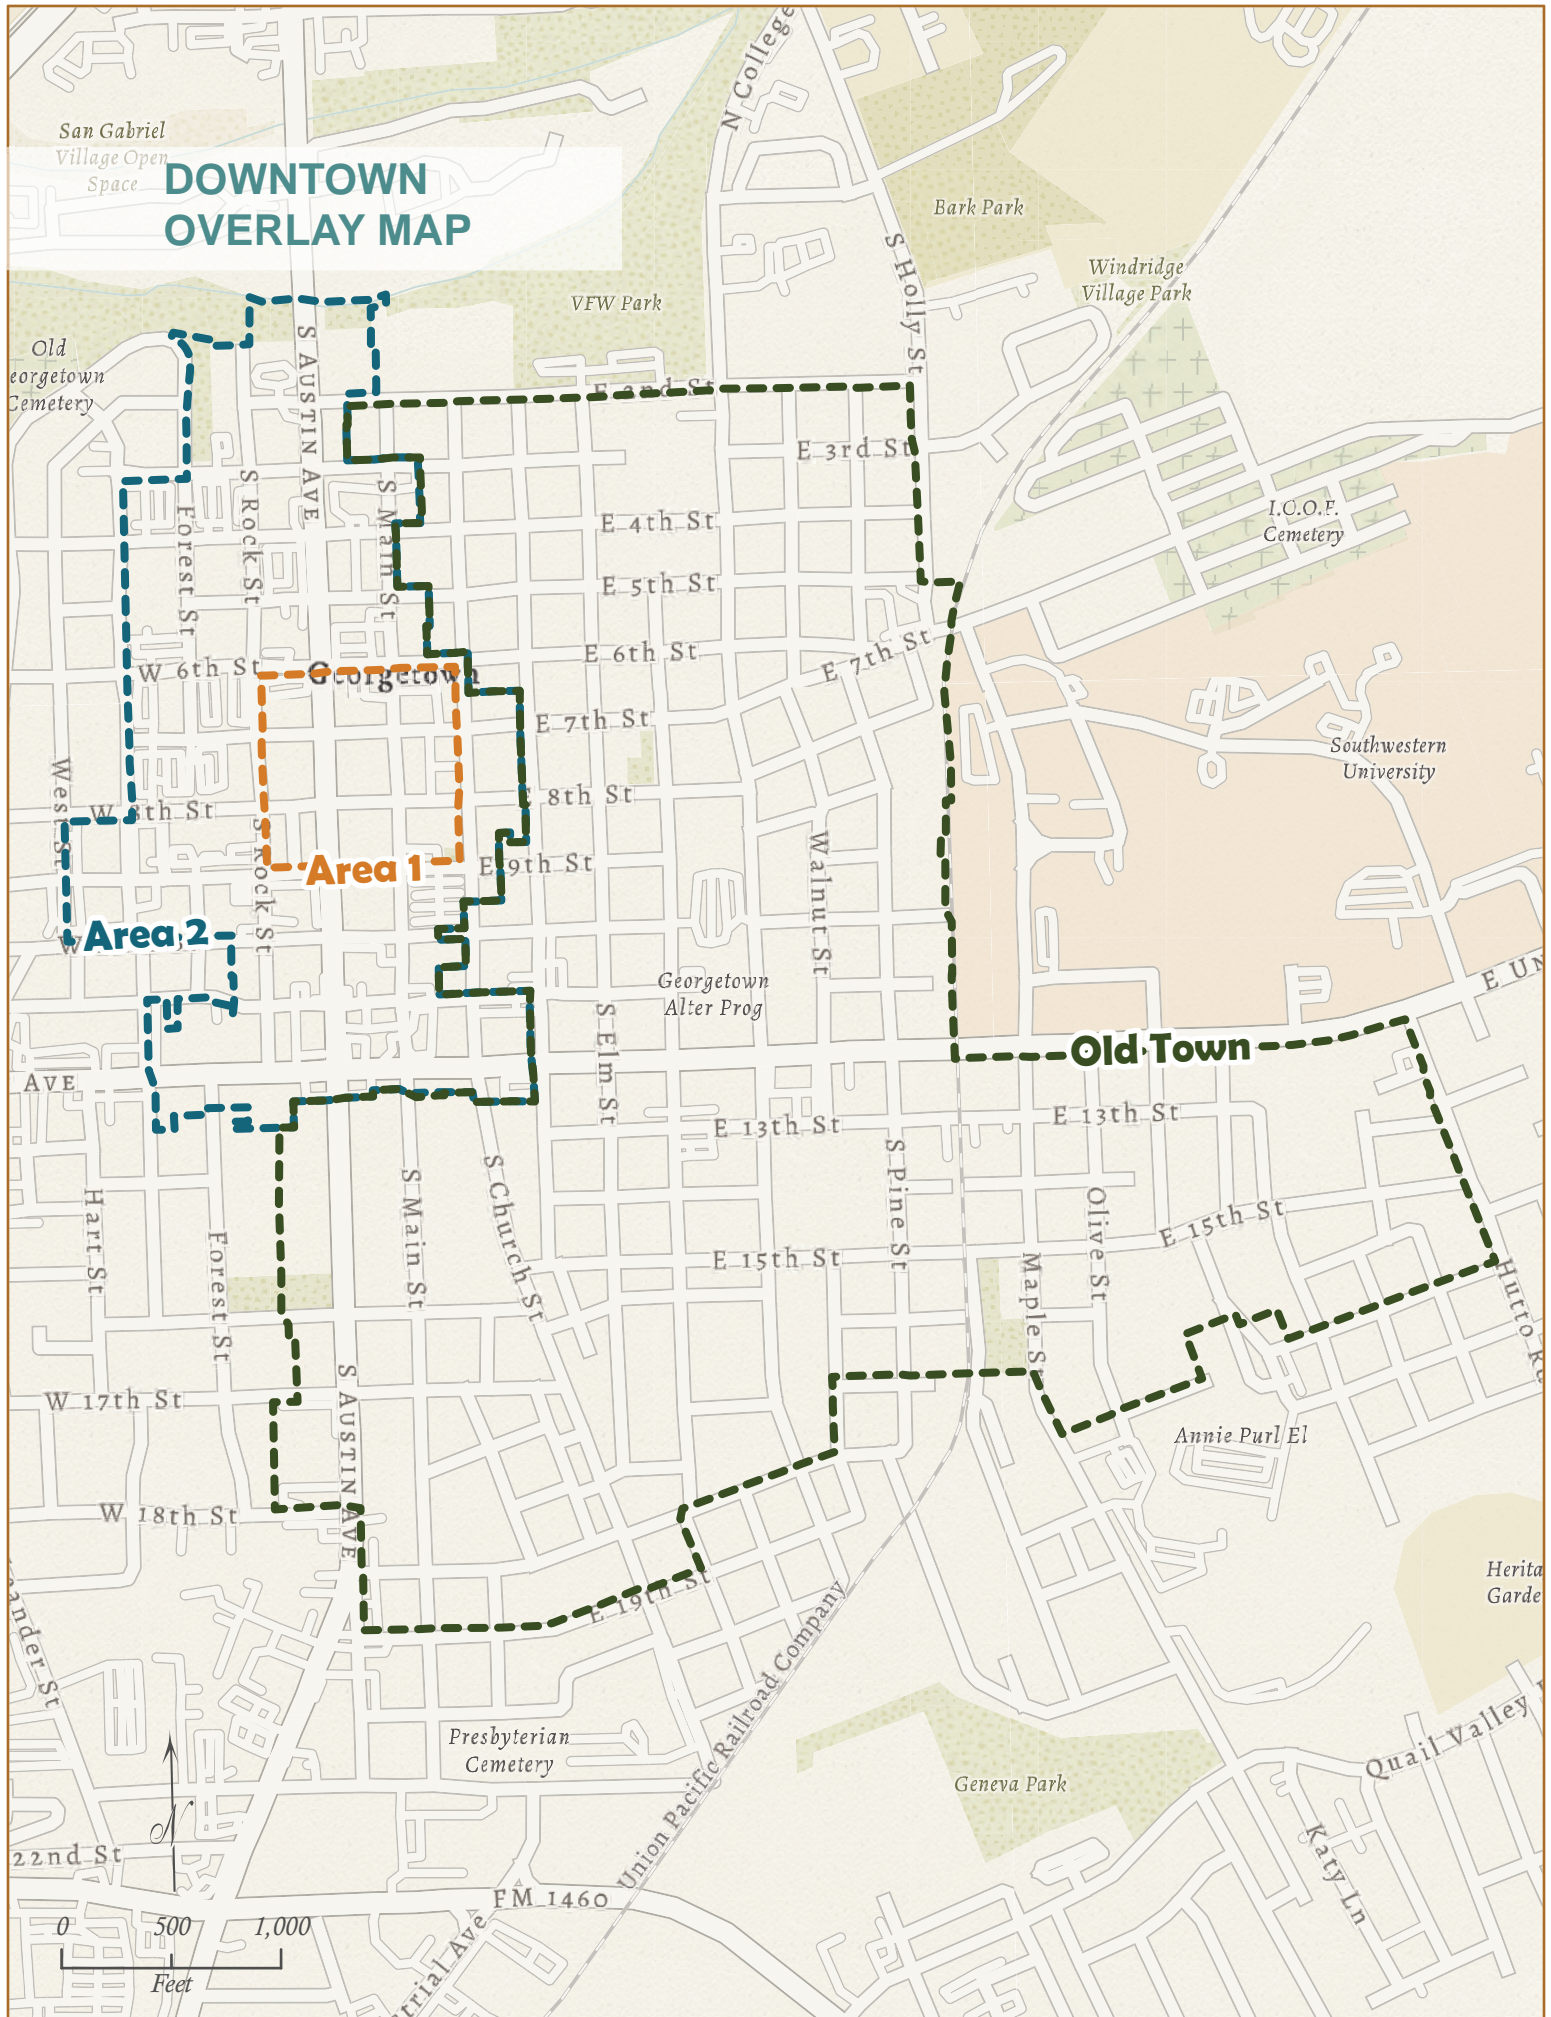 N College
San Gabriel
Village Open
Space
DOWNTOWN
OVERLAY MAP
Bark Park
S Holly St
Windridge
Village Park
VFW Park
Old
eorgetown
Cemetery
S AUSTIN AVE
E 2nd St
E 3rd St
S Rock St
S Main St
Forest St
E 4th St
I.O.O.F.
Cemetery
E 5th St
E 6th St
E 7th St
W 6th St
Georgetown
E 7th St
Southwestern
University
West St
W 8th St
E 8th St
S Rock St
Walnut St
Area 1
E 9th St
Area 2
W
Georgetown
Alter Prog
E UN
S Elm St
Old Town
AVE
E 13th St
E 13th St
S Pine St
S Church St
S Main St
Hart St
Forest St
Olive St
E 15th St
E 15th St
Maple St
Hutto Rd
S AUSTIN AVE
W 17th St
Annie Purl El
W 18th St
Herita
Garde
E 19th St
ander St
Union Pacific Railroad Company
Presbyterian
Cemetery
Quail Valley
Geneva Park
N
22nd St
Katy Ln
FM 1460
trial Ave
0 500 1,000
Feet